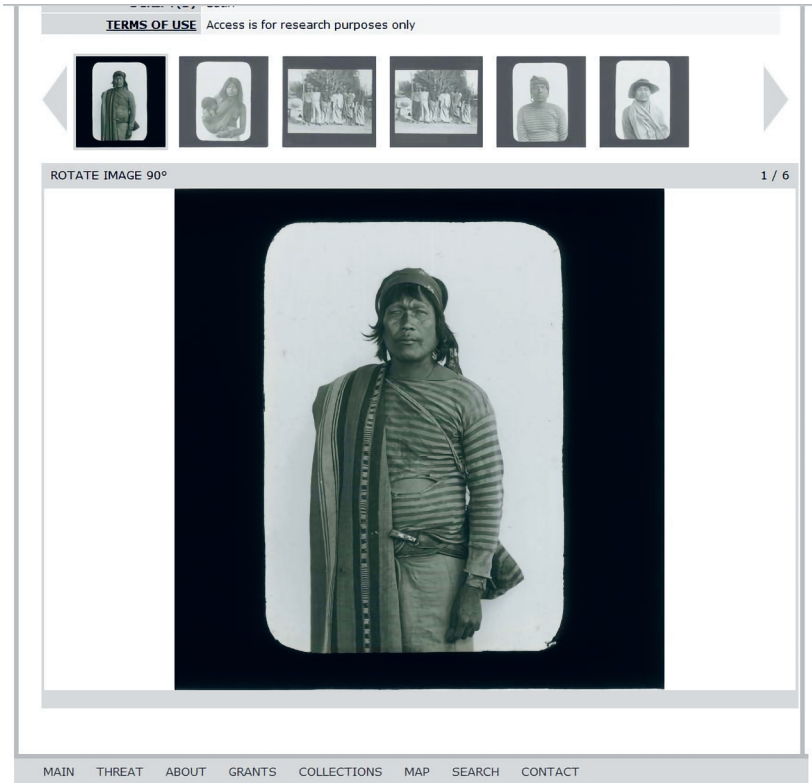 TERMS OF USE Access is for research purposes only
ROTATE IMAGE 90° 1 / 6
MAIN THREAT ABOUT GRANTS COLLECTIONS MAP SEARCH CONTACT